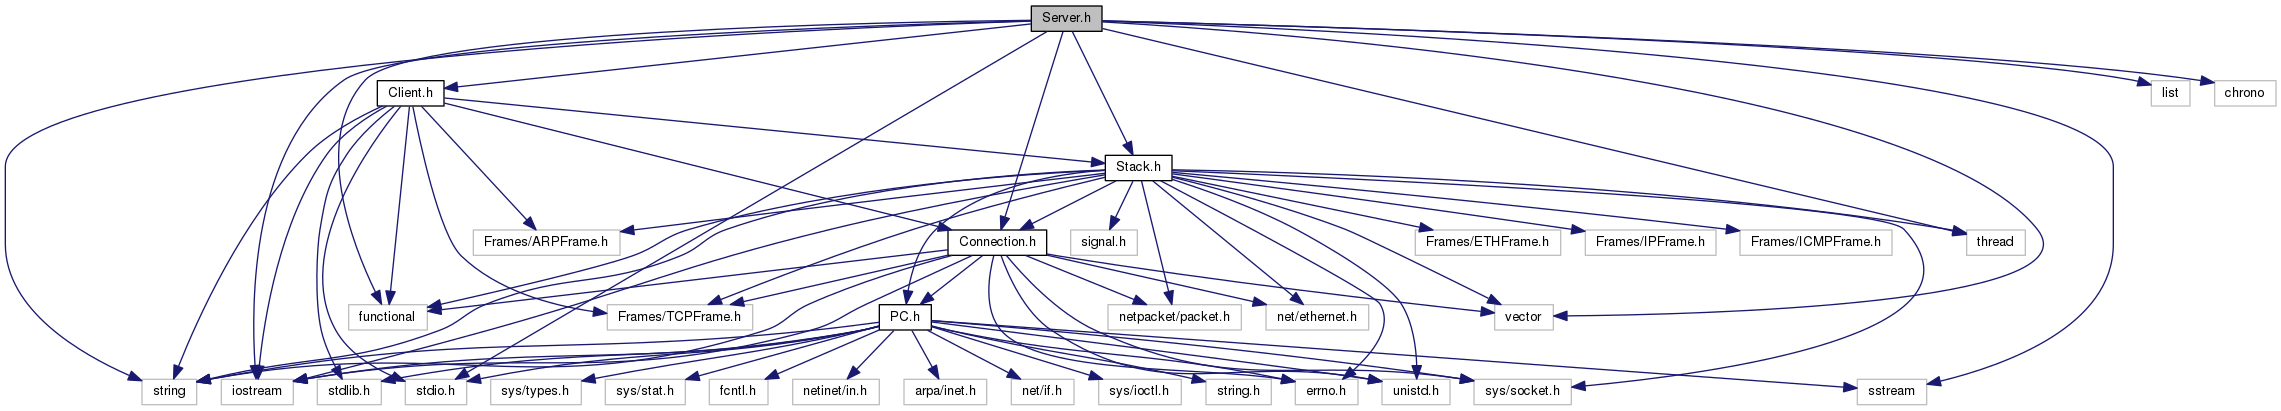 Server.h
Client.h
list
chrono
Stack.h
Frames/ARPFrame.h
Connection.h
signal.h
Frames/ETHFrame.h
Frames/IPFrame.h
Frames/ICMPFrame.h
thread
functional
Frames/TCPFrame.h
PC.h
netpacket/packet.h
net/ethernet.h
vector
string
iostream
stdlib.h
stdio.h
sys/types.h
sys/stat.h
fcntl.h
netinet/in.h
arpa/inet.h
net/if.h
sys/ioctl.h
string.h
errno.h
unistd.h
sys/socket.h
sstream